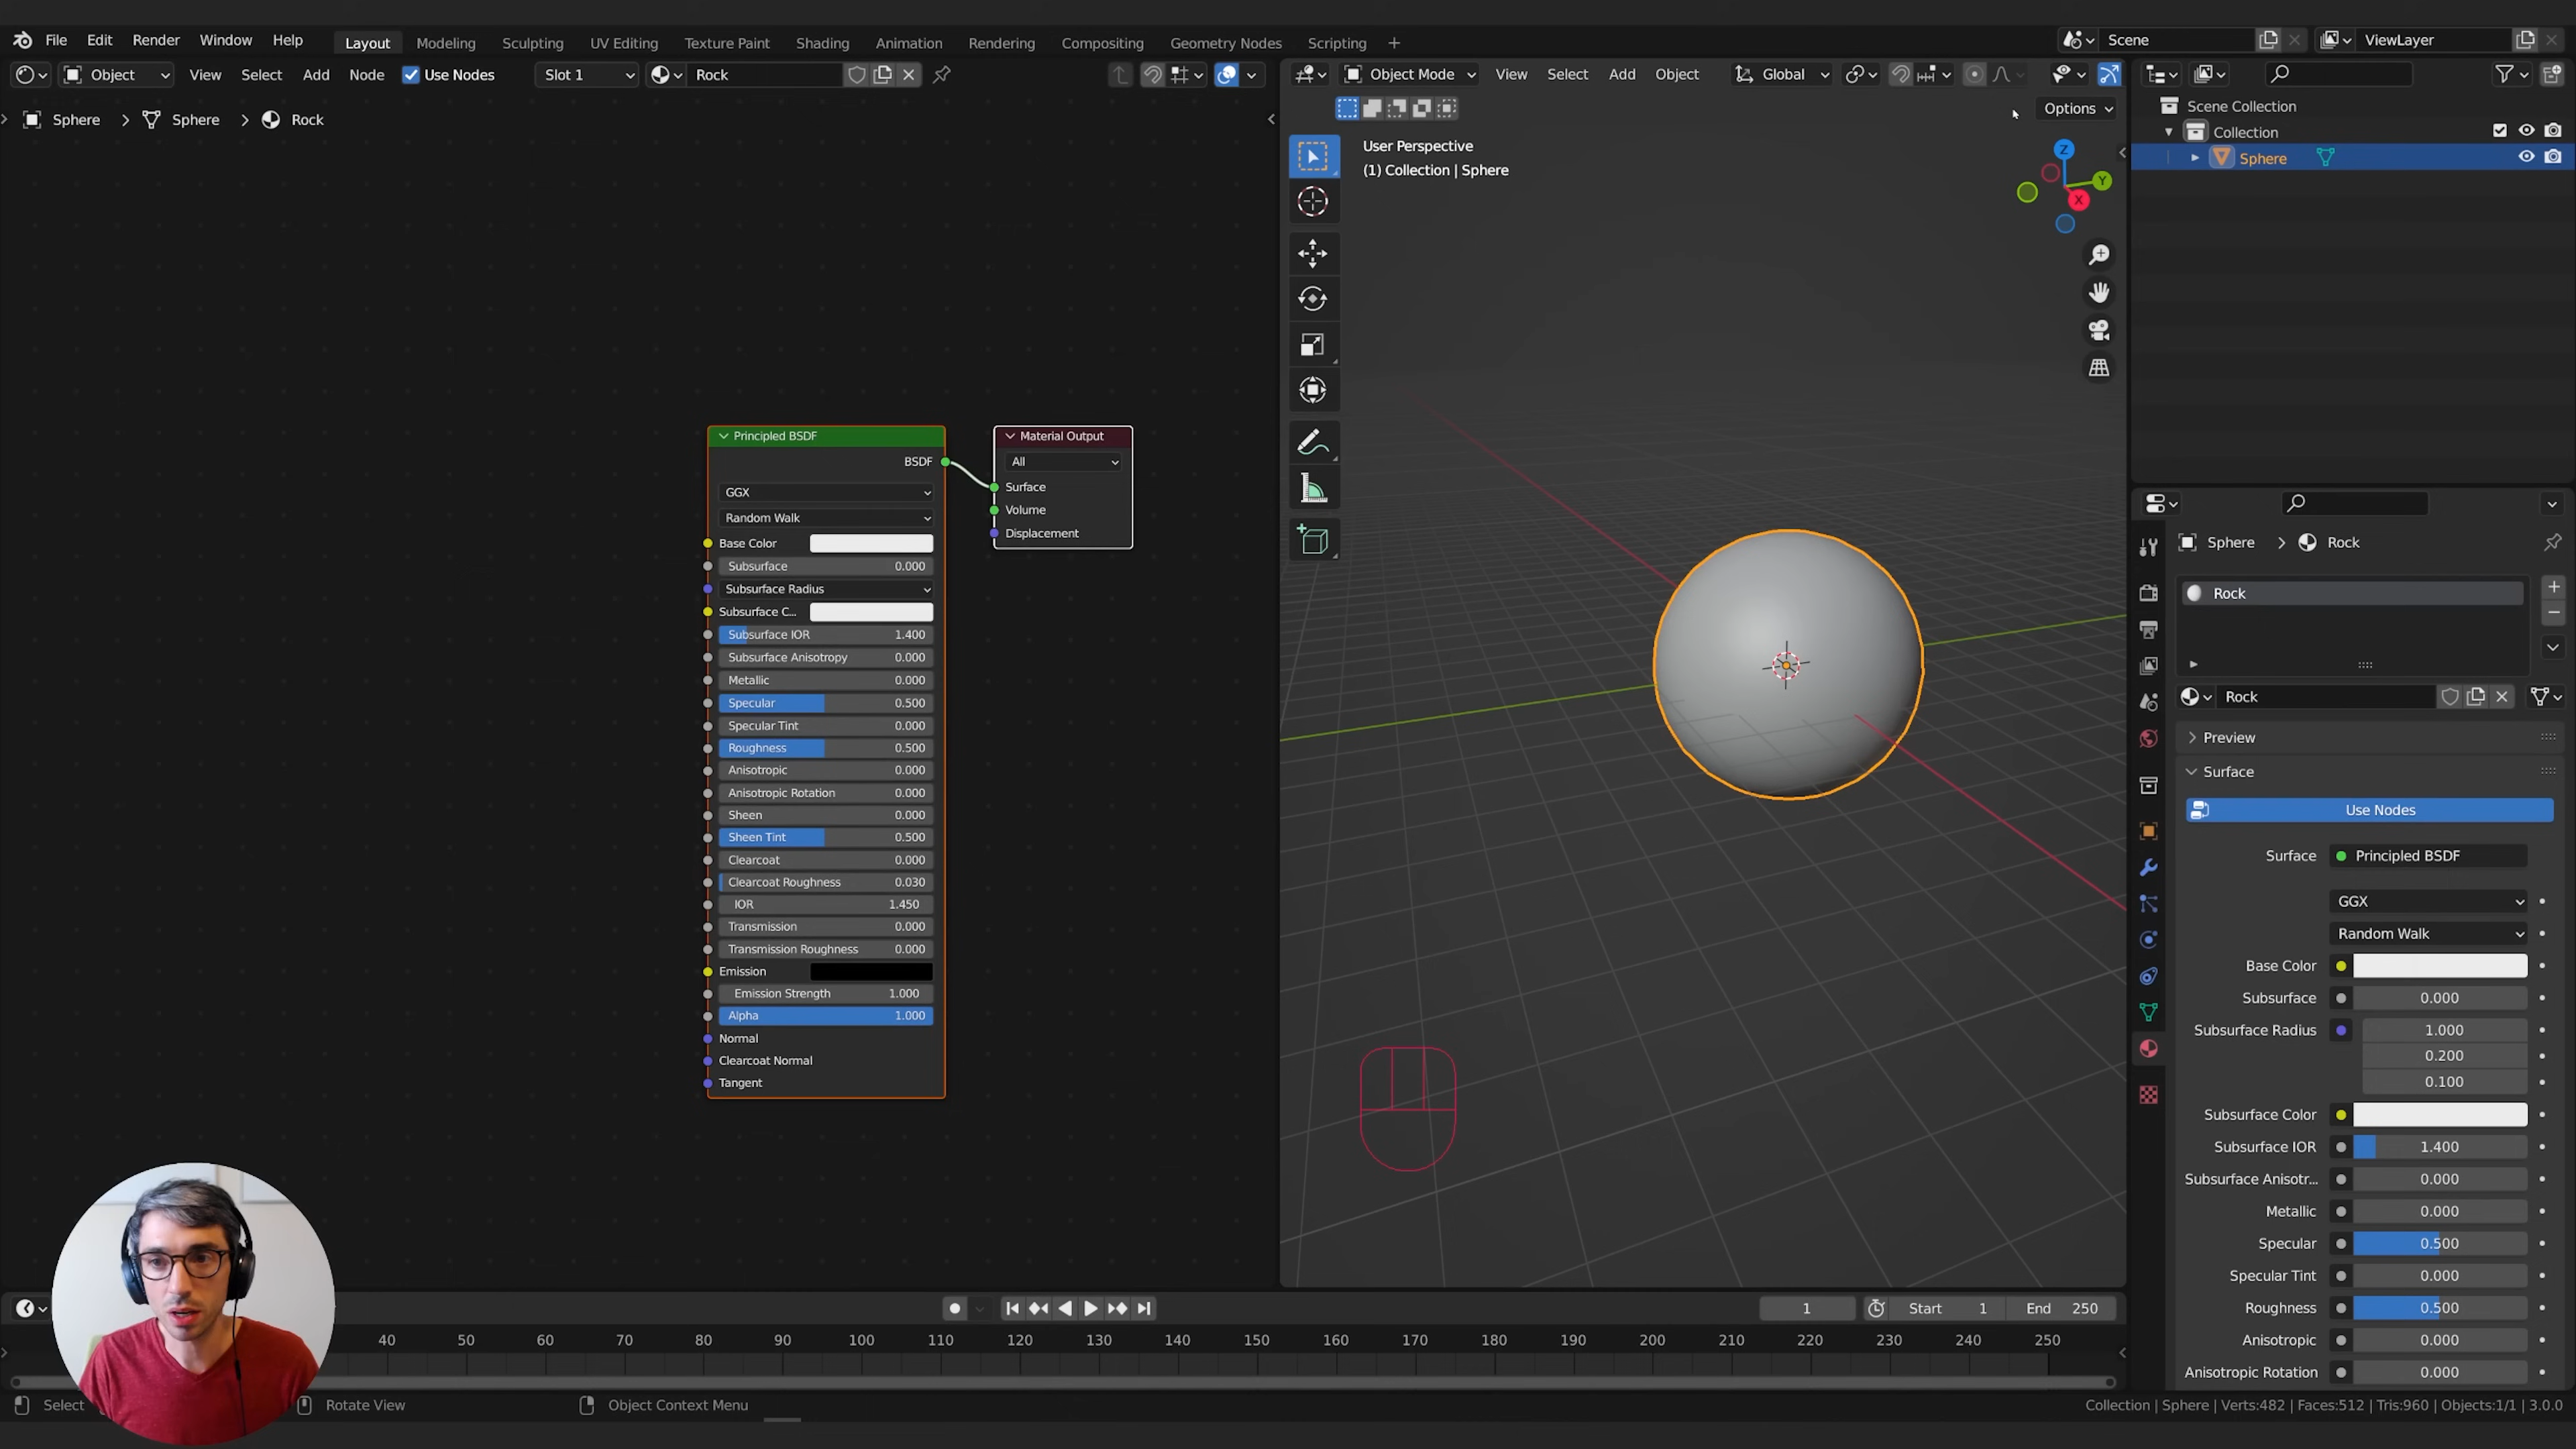 File Edit Render Window Help Layout Modeling Sculpting UV Editing Texture Paint Shading Animation Rendering Compositing Geometry Nodes Scripting + Scene ViewLayer
Object View Select Add Node Use Nodes Slot 1 Rock
Object Mode View Select Add Object Global
Options
Sphere > Sphere > Rock
User Perspective
(1) Collection | Sphere
Z
Y
X
Scene Collection
Collection
Sphere
Principled BSDF
BSDF
GGX
Random Walk
Base Color
Subsurface 0.000
Subsurface Radius
Subsurface C...
Subsurface IOR 1.400
Subsurface Anisotropy 0.000
Metallic 0.000
Specular 0.500
Specular Tint 0.000
Roughness 0.500
Anisotropic 0.000
Anisotropic Rotation 0.000
Sheen 0.000
Sheen Tint 0.500
Clearcoat 0.000
Clearcoat Roughness 0.030
IOR 1.450
Transmission 0.000
Transmission Roughness 0.000
Emission
Emission Strength 1.000
Alpha 1.000
Normal
Clearcoat Normal
Tangent
Material Output
All
Surface
Volume
Displacement
Sphere > Rock
Rock
Rock
Preview
Surface
Use Nodes
Surface Principled BSDF
GGX
Random Walk
Base Color
Subsurface 0.000
Subsurface Radius 1.000
0.200
0.100
Subsurface Color
Subsurface IOR 1.400
Subsurface Anisotr... 0.000
Metallic 0.000
Specular 0.500
Specular Tint 0.000
Roughness 0.500
Anisotropic 0.000
Anisotropic Rotation 0.000
1 Start 1 End 250
40 50 60 70 80 90 100 110 120 130 140 150 160 170 180 190 200 210 220 230 240 250
Select Rotate View Object Context Menu
Collection | Sphere | Verts:482 | Faces:512 | Tris:960 | Objects:1/1 | 3.0.0